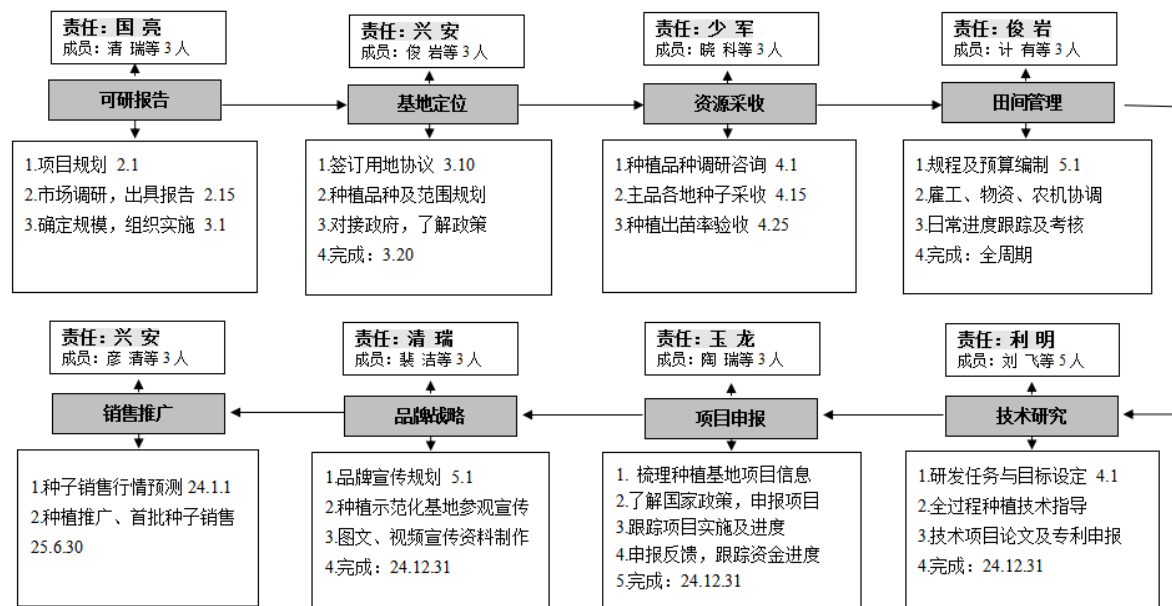 责任：国 亮
成员：清 瑞等 3 人
可研报告
1.项目规划 2.1
2.市场调研，出具报告 2.15
3.确定规模，组织实施 3.1
责任：兴 安
成员：俊 岩等 3 人
基地定位
1.签订用地协议 3.10
2.种植品种及范围规划
3.对接政府，了解政策
4.完成：3.20
责任：少 军
成员：晓 科等 3 人
资源采收
1.种植品种调研咨询 4.1
2.主品各地种子采收 4.15
3.种植出苗率验收 4.25
责任：俊 岩
成员：计 有等 3 人
田间管理
1.规程及预算编制 5.1
2.雇工、物资、农机协调
3.日常进度跟踪及考核
4.完成：全周期
责任：利 明
成员：刘 飞等 5 人
技术研究
1.研发任务与目标设定 4.1
2.全过程种植技术指导
3.技术项目论文及专利申报
4.完成：24.12.31
责任：玉 龙
成员：陶 瑞等 3 人
项目申报
1. 梳理种植基地项目信息
2.了解国家政策，申报项目
3.跟踪项目实施及进度
4.申报反馈，跟踪资金进度
5.完成：24.12.31
责任：清 瑞
成员：裴 洁等 3 人
品牌战略
1.品牌宣传规划 5.1
2.种植示范化基地参观宣传
3.图文、视频宣传资料制作
4.完成：24.12.31
责任：兴 安
成员：彦 清等 3 人
销售推广
1.种子销售行情预测 24.1.1
2.种植推广、首批种子销售
25.6.30